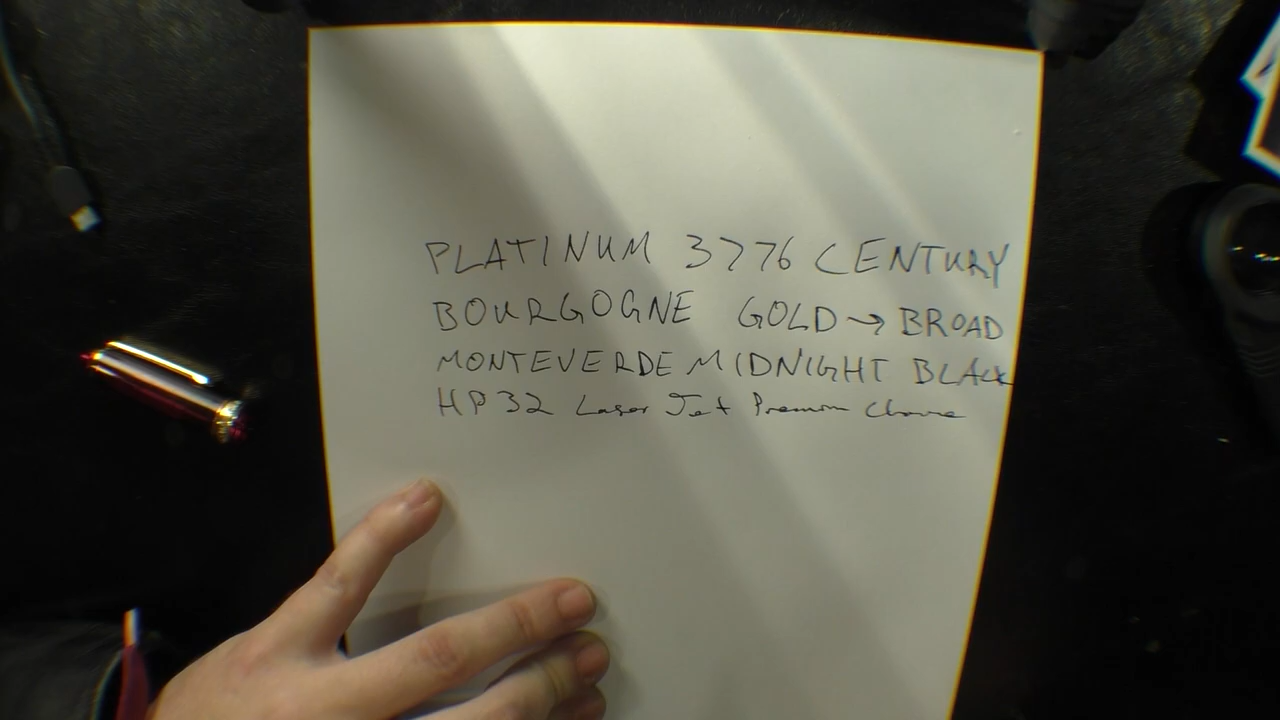 PLATINUM 3776 CENTURY
BOURGOGNE GOLD → BROAD
MONTEVERDE MIDNIGHT BLACK
HP32 Laser Jet Premium Choice